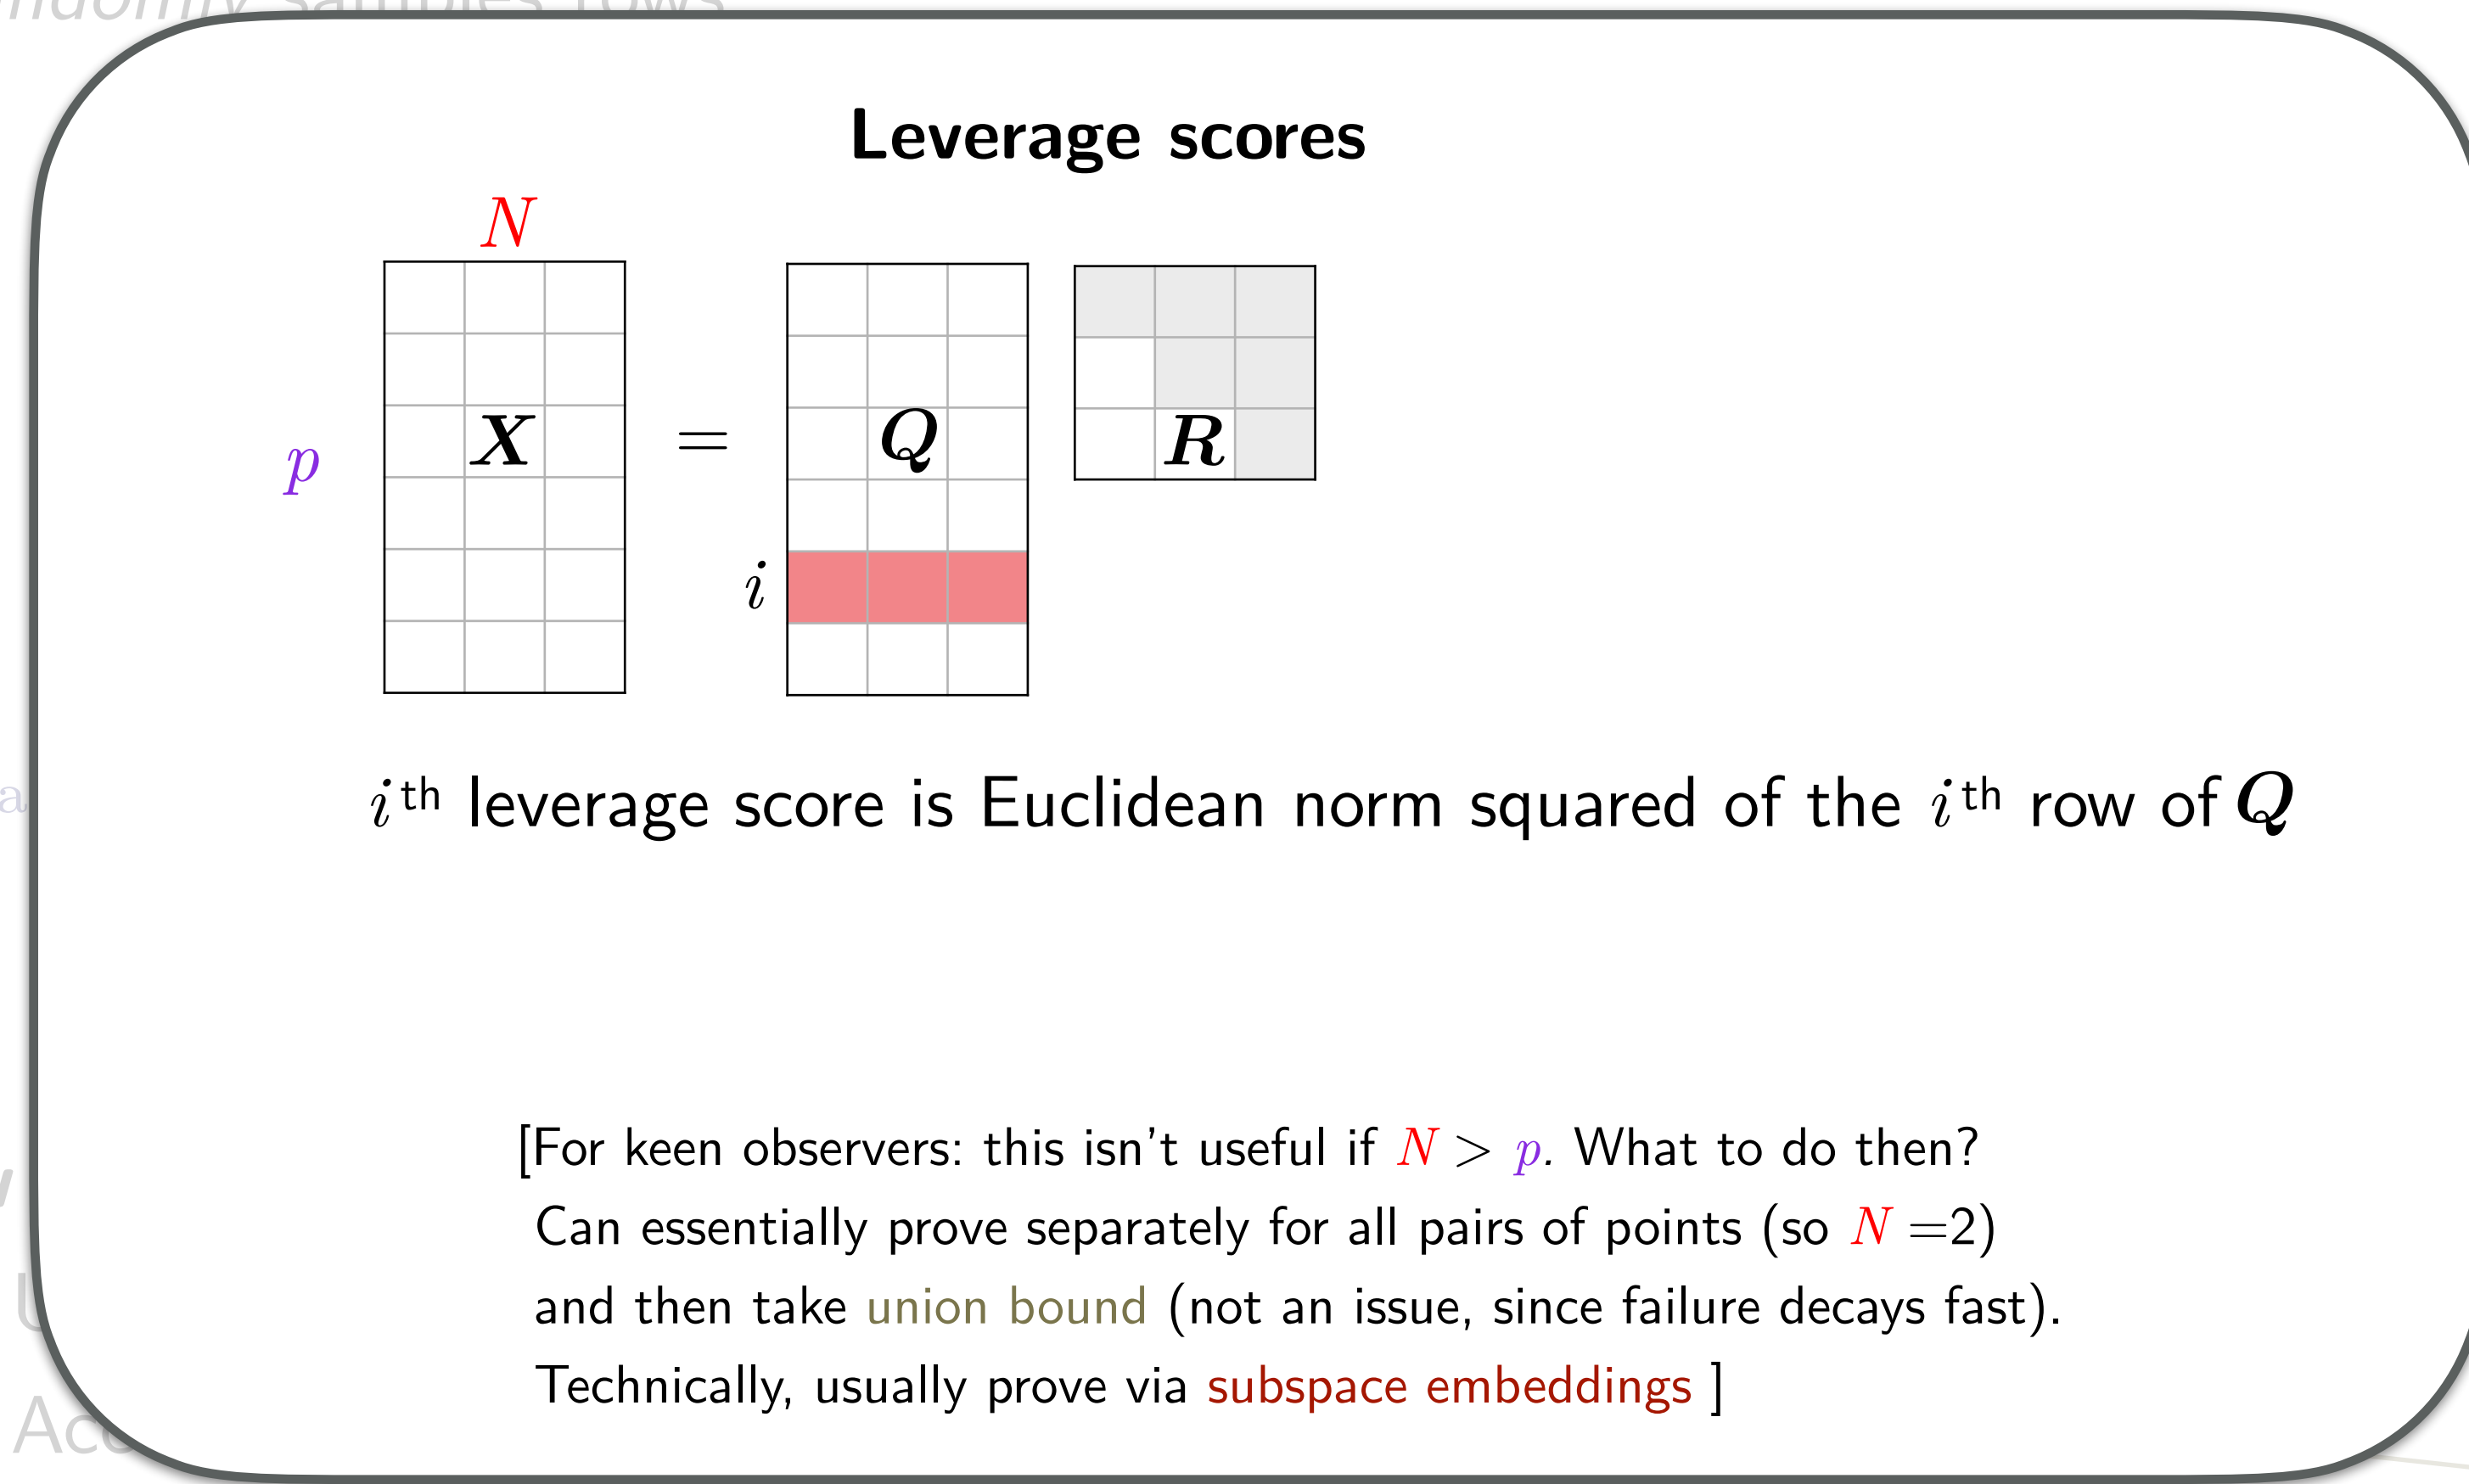 Leverage scores
N
p
X = Q R
i
i th leverage score is Euclidean norm squared of the i th row of Q
[For keen observers: this isn't useful if N > p. What to do then?
Can essentially prove separately for all pairs of points (so N =2)
and then take union bound (not an issue, since failure decays fast).
Technically, usually prove via subspace embeddings ]